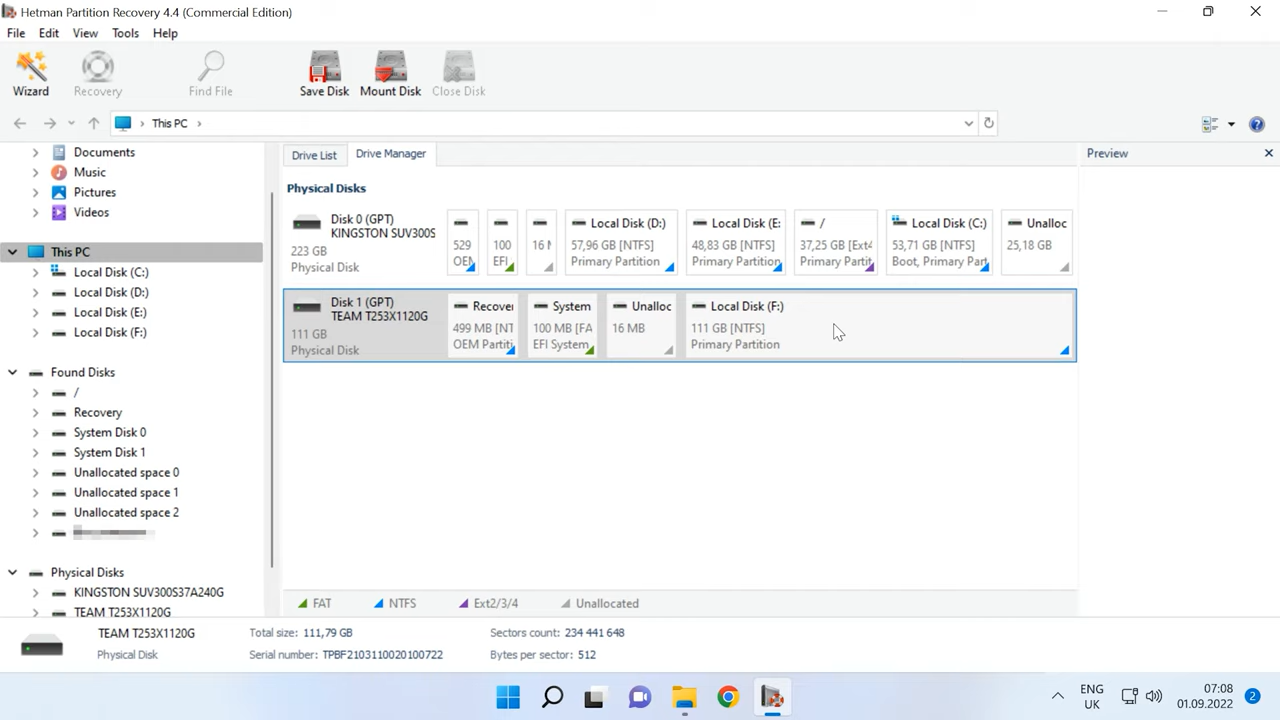 Hetman Partition Recovery 4.4 (Commercial Edition)
File Edit View Tools Help
Wizard Recovery Find File Save Disk Mount Disk Close Disk
This PC
Documents
Music
Pictures
Videos
This PC
Local Disk (C:)
Local Disk (D:)
Local Disk (E:)
Local Disk (F:)
Found Disks
/
Recovery
System Disk 0
System Disk 1
Unallocated space 0
Unallocated space 1
Unallocated space 2
Physical Disks
KINGSTON SUV300S37A240G
TEAM T253X1120G
Drive List Drive Manager
Physical Disks
Disk 0 (GPT)
KINGSTON SUV300S
223 GB
Physical Disk
529
OEM
100
EFI
16 M
Local Disk (D:)
57,96 GB [NTFS]
Primary Partition
Local Disk (E:
48,83 GB [NTFS]
Primary Partition
/
37,25 GB [Ext4
Primary Partit
Local Disk (C:)
53,71 GB [NTFS]
Boot, Primary Part
Unalloc
25,18 GB
Disk 1 (GPT)
TEAM T253X1120G
111 GB
Physical Disk
Recover
499 MB [NT
OEM Partiti
System
100 MB [FA
EFI System
Unalloc
16 MB
Local Disk (F:)
111 GB [NTFS]
Primary Partition
FAT NTFS Ext2/3/4 Unallocated
Preview
TEAM T253X1120G
Physical Disk
Total size: 111,79 GB
Serial number: TPBF2103110020100722
Sectors count: 234 441 648
Bytes per sector: 512
ENG
UK
07:08
01.09.2022
2